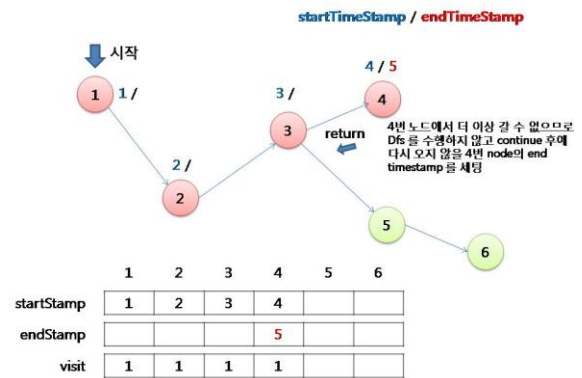 startTimeStamp / endTimeStamp
시작
1
1 /
3 /
4 / 5
4
3
return
4번 노드에서 더 이상 갈 수 없으므로
Dfs 를 수행하지 않고 continue 후에
다시 오지 않을 4번 node의 end
timestamp 를 세팅
2 /
2
5
6
1 2 3 4 5 6
startStamp 1 2 3 4
endStamp 5
visit 1 1 1 1